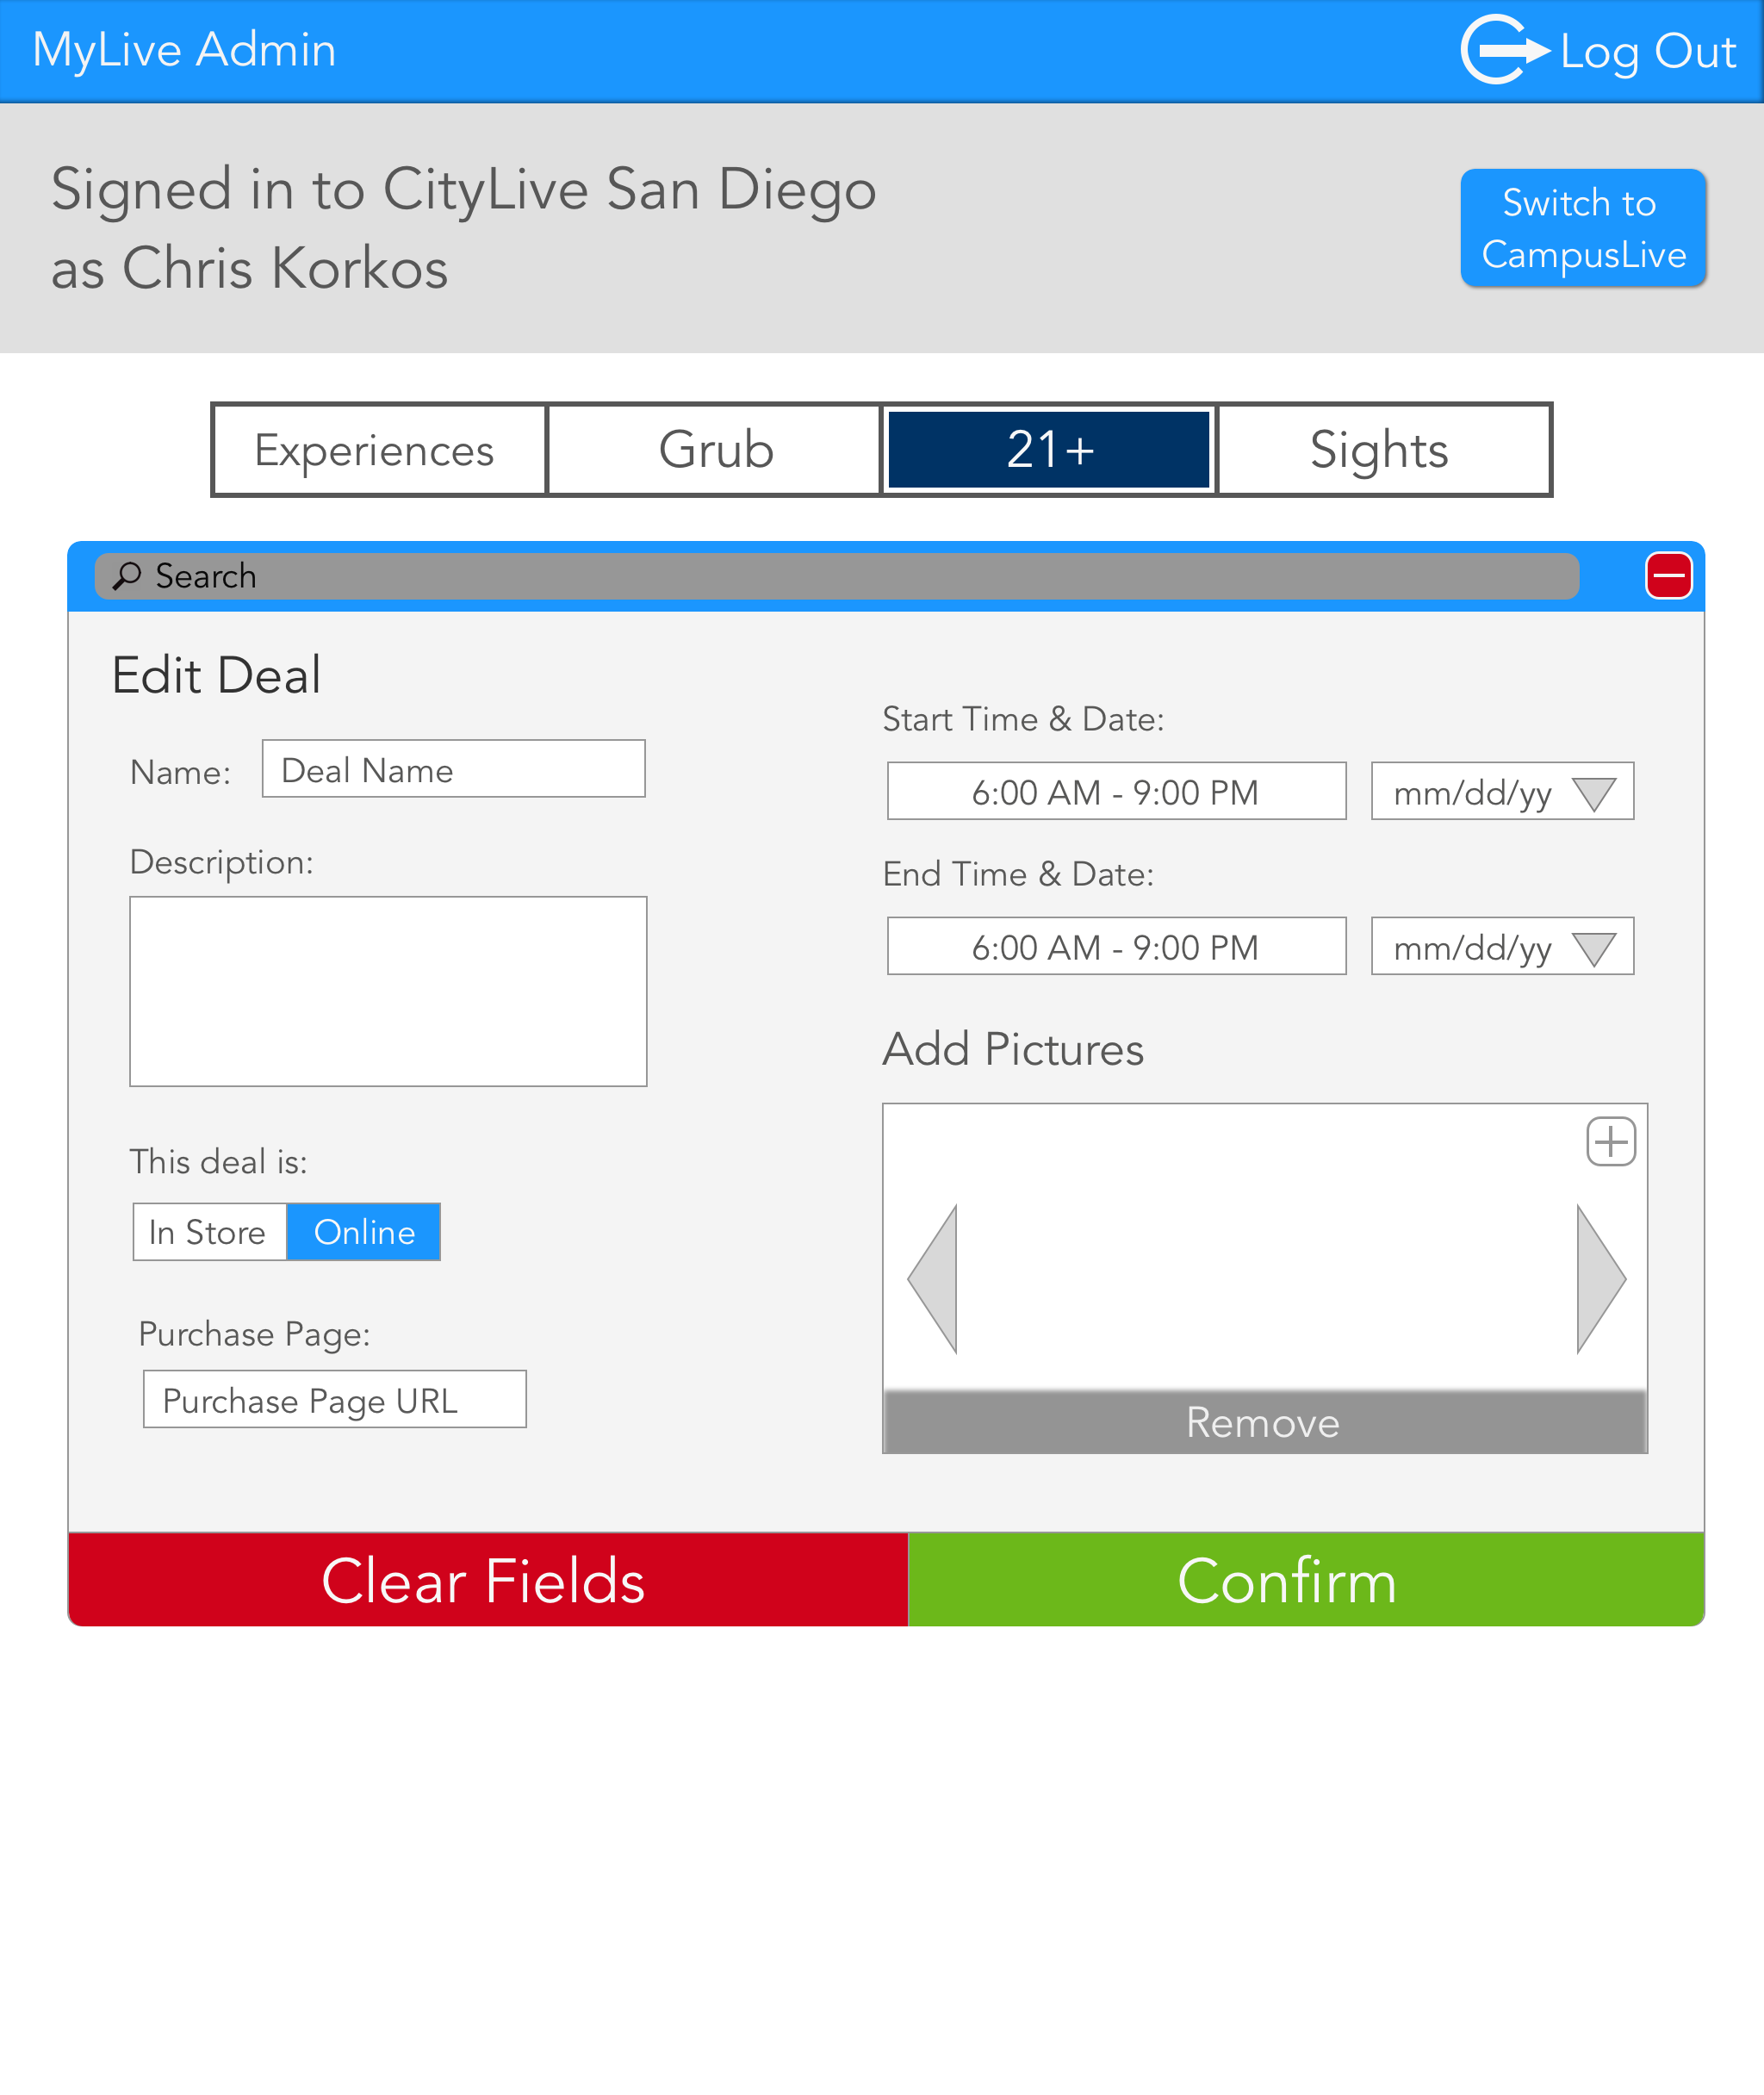 MyLive Admin
Log Out
Signed in to CityLive San Diego
as Chris Korkos
Switch to
CampusLive
Experiences
Grub
21+
Sights
Search
Edit Deal
Name:
Deal Name
Description:
This deal is:
In Store
Online
Purchase Page:
Purchase Page URL
Start Time & Date:
6:00 AM - 9:00 PM
mm/dd/yy
End Time & Date:
6:00 AM - 9:00 PM
mm/dd/yy
Add Pictures
Remove
Clear Fields
Confirm